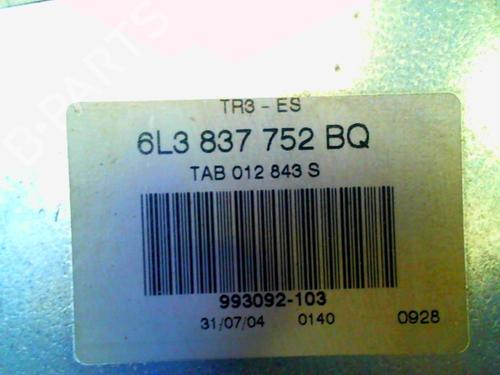 B-PARTS
TR3 - ES
6L3 837 752 BQ
TAB 012 843 S
993092-103
31/07/04 0140 0928